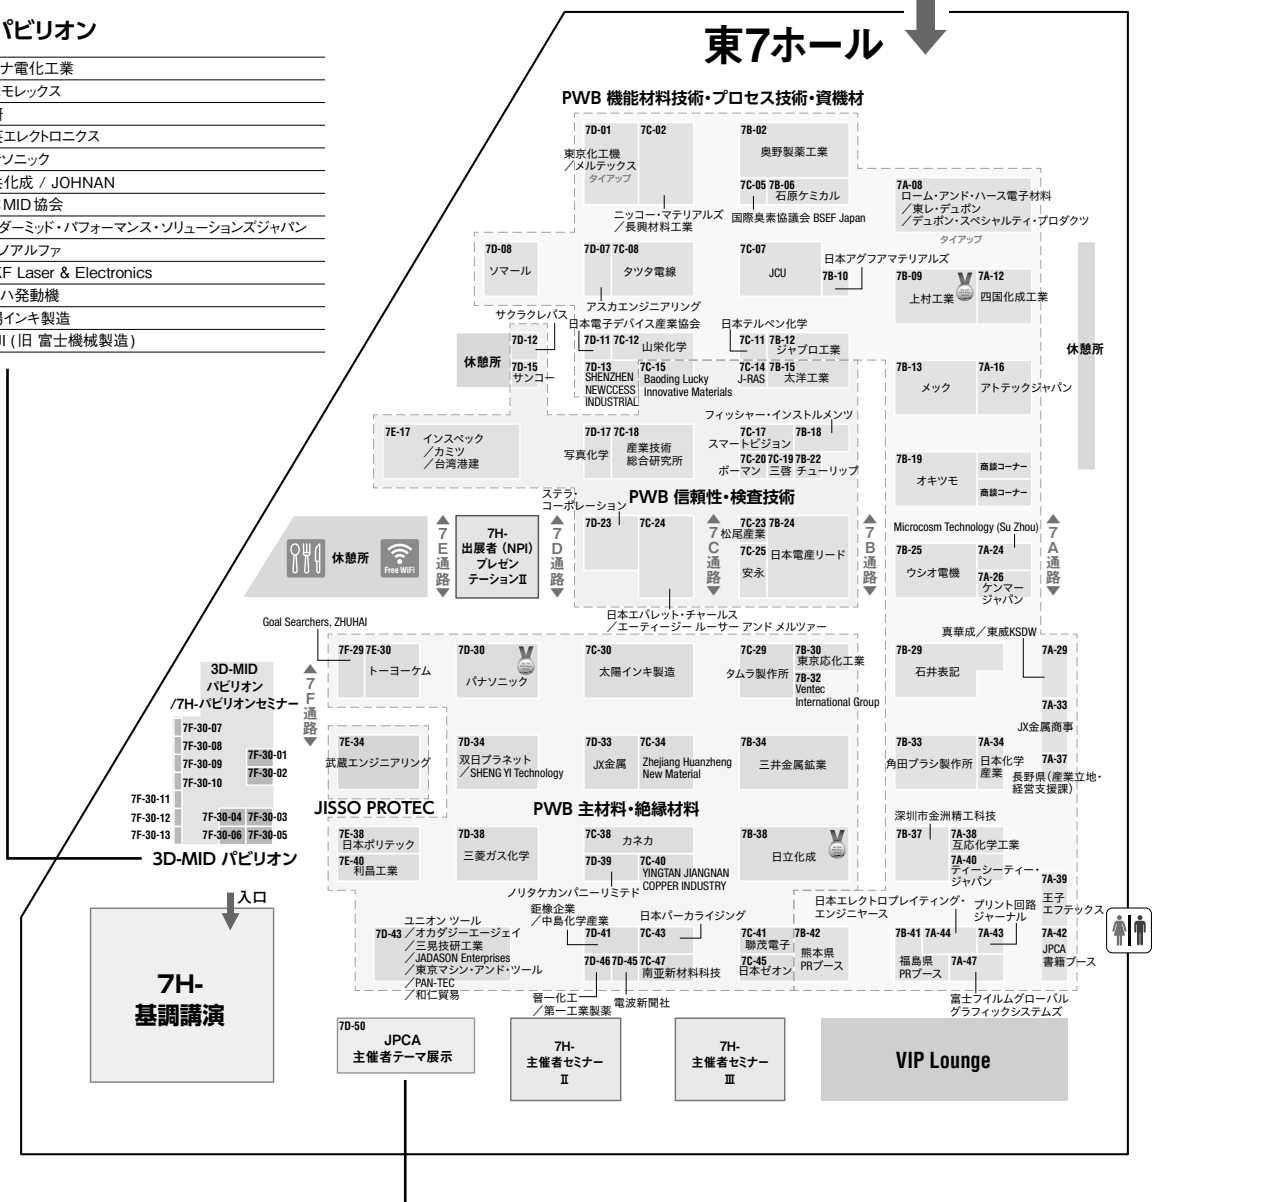 パビリオン
ナ電化工業
モレックス
エレクトロニクス
ソニック
化成 / JOHNAN
MID 協会
ダーミッド・パフォーマンス・ソリューションズジャパン
ノアルファ
KF Laser & Electronics
ハ発動機
インキ製造
JI (旧 富士機械製造)
東7ホール
PWB 機能材料技術・プロセス技術・資機材
7D-01
東京化工機
／メルテックス
タイアップ
7C-02
ニッコー・マテリアルズ
／長興材料工業
7B-02
奥野製薬工業
7C-05
国際臭素協議会 BSEF Japan
7B-06
石原ケミカル
7A-08
ローム・アンド・ハース電子材料
／東レ・デュポン
／デュポン・スペシャルティ・プロダクツ
タイアップ
7D-08
ソマール
7D-07
アスカエンジニアリング
7C-08
タツタ電線
7C-07
JCU
7B-10
日本アグフアマテリアルズ
7B-09
上村工業
7A-12
四国化成工業
休憩所
サクラクレパス
7D-12
休憩所
7D-15
サンコー
日本電子デバイス産業協会
7D-11
7C-12
山栄化学
日本テルペン化学
7C-11
7B-12
ジャプロ工業
7D-13
SHENZHEN
NEWCCESS
INDUSTRIAL
7C-15
Baoding Lucky
Innovative Materials
7C-14
J-RAS
7B-15
太洋工業
7B-13
メック
7A-16
アトテックジャパン
7E-17
インスペック
／カミツ
／台湾港建
7D-17
写真化学
7C-18
産業技術
総合研究所
フィッシャー・インストルメンツ
7C-17
スマートビジョン
7B-18
7C-20
ボーマン
7C-19
三啓
7B-22
チューリップ
7B-19
オキツモ
商談コーナー
商談コーナー
PWB 信頼性・検査技術
ステラ・
コーポレーション
7D-23
7C-24
日本エバレット・チャールス
／エーティージー ルーサー アンド メルツァー
7C-23
松尾産業
7B-24
日本電産リード
7C-25
安永
Microcosm Technology (Su Zhou)
7B-25
ウシオ電機
7A-24
7A-26
ケンマー
ジャパン
休憩所
Free WiFi
7E通路
7H-
出展者（NPI）
プレゼン
テーションⅡ
7D通路
7C通路
7B通路
7A通路
Goal Searchers, ZHUHAI
7F-29
7E-30
トーヨーケム
7D-30
パナソニック
7C-30
太陽インキ製造
7C-29
タムラ製作所
7B-30
東京応化工業
7B-32
Ventec
International Group
7B-29
石井表記
真華成／東威KSDW
7A-29
7A-33
JX金属商事
3D-MID
パビリオン
/7H-パビリオンセミナー
7F通路
7F-30-07
7F-30-08
7F-30-09
7F-30-10
7F-30-11
7F-30-12
7F-30-13
7F-30-01
7F-30-02
7F-30-04
7F-30-03
7F-30-06
7F-30-05
3D-MID パビリオン
7E-34
武蔵エンジニアリング
JISSO PROTEC
7D-34
双日プラネット
／SHENG YI Technology
7D-33
JX金属
7C-34
Zhejiang Huanzheng
New Material
7B-34
三井金属鉱業
7B-33
角田ブラシ製作所
7A-34
日本化学
産業
7A-37
長野県（産業立地・
経営支援課）
PWB 主材料・絶縁材料
7E-38
日本ポリテック
7E-40
利昌工業
7D-38
三菱ガス化学
7C-38
カネカ
7D-39
ノリタケカンパニーリミテド
7C-40
YINGTAN JIANGNAN
COPPER INDUSTRY
7B-38
日立化成
深圳市金洲精工科技
7B-37
7A-38
互応化学工業
7A-40
ティーシーティー・
ジャパン
7A-39
王子
エフテックス
入口
7H-
基調講演
7D-43
ユニオン ツール
／オカダジーエージェイ
／三晃技研工業
／JADASON Enterprises
／東京マシン・アンド・ツール
／PAN-TEC
／和仁貿易
鉅橡企業
／中島化学産業
7D-41
日本パーカライジング
7C-43
7D-46
晉一化工
／第一工業製薬
7D-45
電波新聞社
7C-47
南亜新材料科技
7C-41
聯茂電子
7C-45
日本ゼオン
7B-42
熊本県
PRブース
日本エレクトロプレイティング・
エンジニヤース
7B-41
福島県
PRブース
7A-44
プリント回路
ジャーナル
7A-43
7A-47
富士フイルムグローバル
グラフィックシステムズ
7A-42
JPCA
書籍ブース
7D-50
JPCA
主催者テーマ展示
7H-
主催者セミナー
Ⅱ
7H-
主催者セミナー
Ⅲ
VIP Lounge